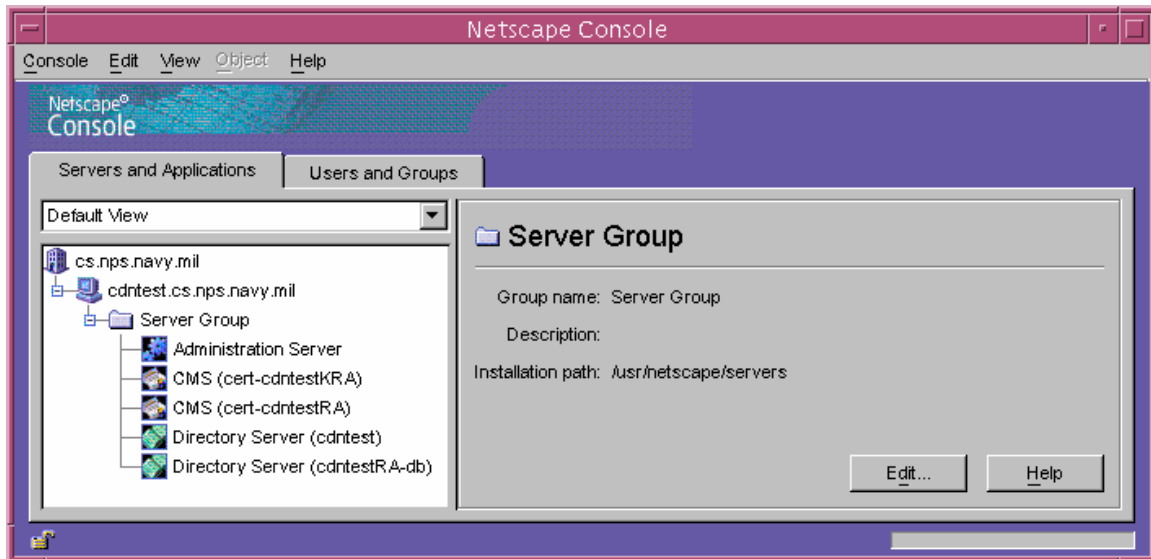 Netscape Console
Console Edit View Object Help
Netscape®
Console
Servers and Applications
Users and Groups
Default View
cs.nps.navy.mil
cdntest.cs.nps.navy.mil
Server Group
Administration Server
CMS (cert-cdntestKRA)
CMS (cert-cdntestRA)
Directory Server (cdntest)
Directory Server (cdntestRA-db)
Server Group
Group name: Server Group
Description:
Installation path: /usr/netscape/servers
Edit...
Help